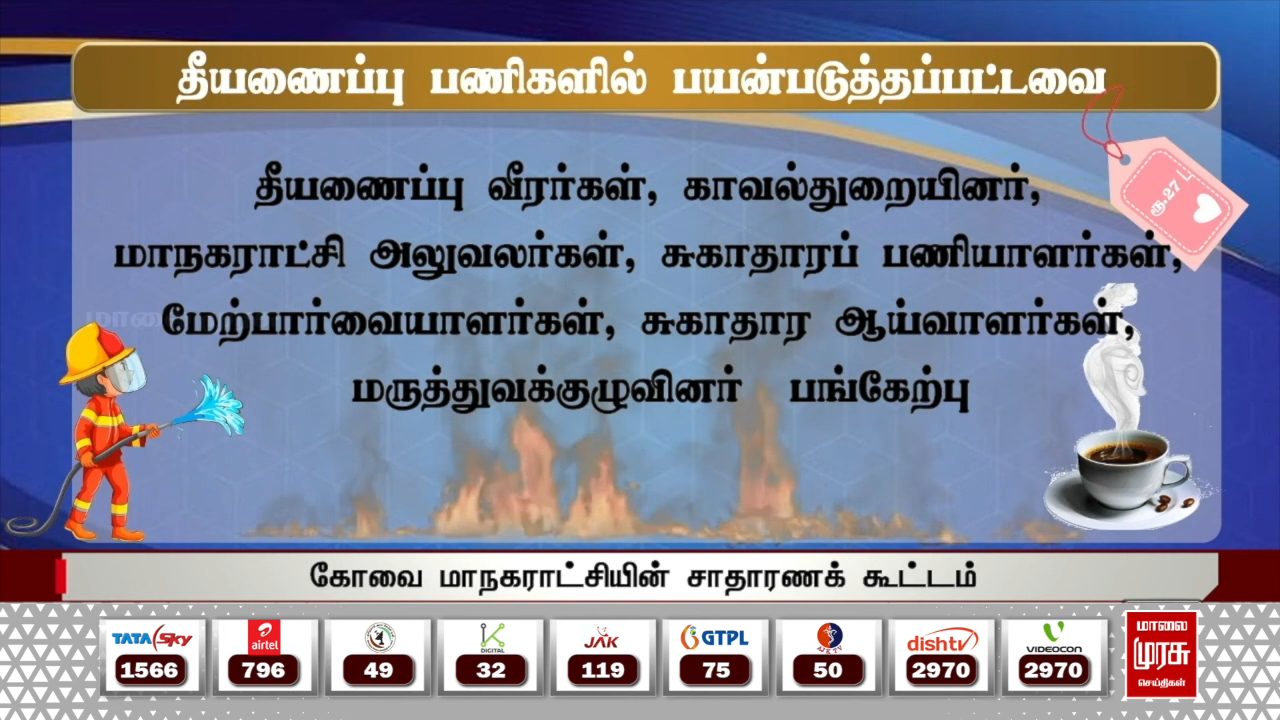 தீயணைப்பு பணிகளில் பயன்படுத்தப்பட்டவை
ரூ.27
தீயணைப்பு வீரர்கள், காவல்துறையினர்,
மாநகராட்சி அலுவலர்கள், சுகாதாரப் பணியாளர்கள்,
மேற்பார்வையாளர்கள், சுகாதார ஆய்வாளர்கள்,
மருத்துவக்குழுவினர் பங்கேற்பு
கோவை மாநகராட்சியின் சாதாரணக் கூட்டம்
TATA Sky
1566
airtel
796
49
DIGITAL
32
JAK
119
GTPL
75
50
dishtv
2970
VIDEOCON
2970
மாலை
முரசு
செய்திகள்